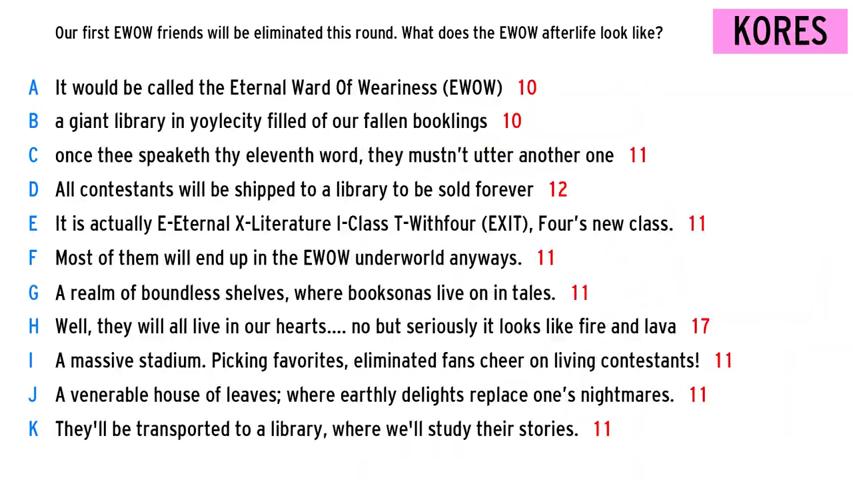 Our first EWOW friends will be eliminated this round. What does the EWOW afterlife look like?
KORES
A It would be called the Eternal Ward Of Weariness (EWOW) 10
B a giant library in yoylecity filled of our fallen booklings 10
C once thee speaketh thy eleventh word, they mustn't utter another one 11
D All contestants will be shipped to a library to be sold forever 12
E It is actually E-Eternal X-Literature I-Class T-Withfour (EXIT), Four's new class. 11
F Most of them will end up in the EWOW underworld anyways. 11
G A realm of boundless shelves, where booksonas live on in tales. 11
H Well, they will all live in our hearts.... no but seriously it looks like fire and lava 17
I A massive stadium. Picking favorites, eliminated fans cheer on living contestants! 11
J A venerable house of leaves; where earthly delights replace one's nightmares. 11
K They'll be transported to a library, where we'll study their stories. 11